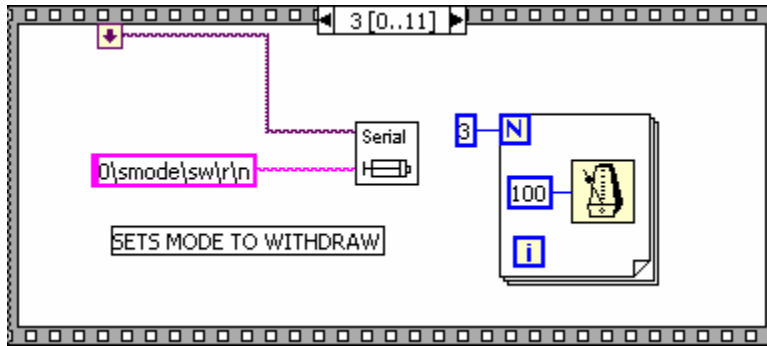 3 [0..11]
Serial
3
N
0\smode\sw\r\n
100
SETS MODE TO WITHDRAW
i